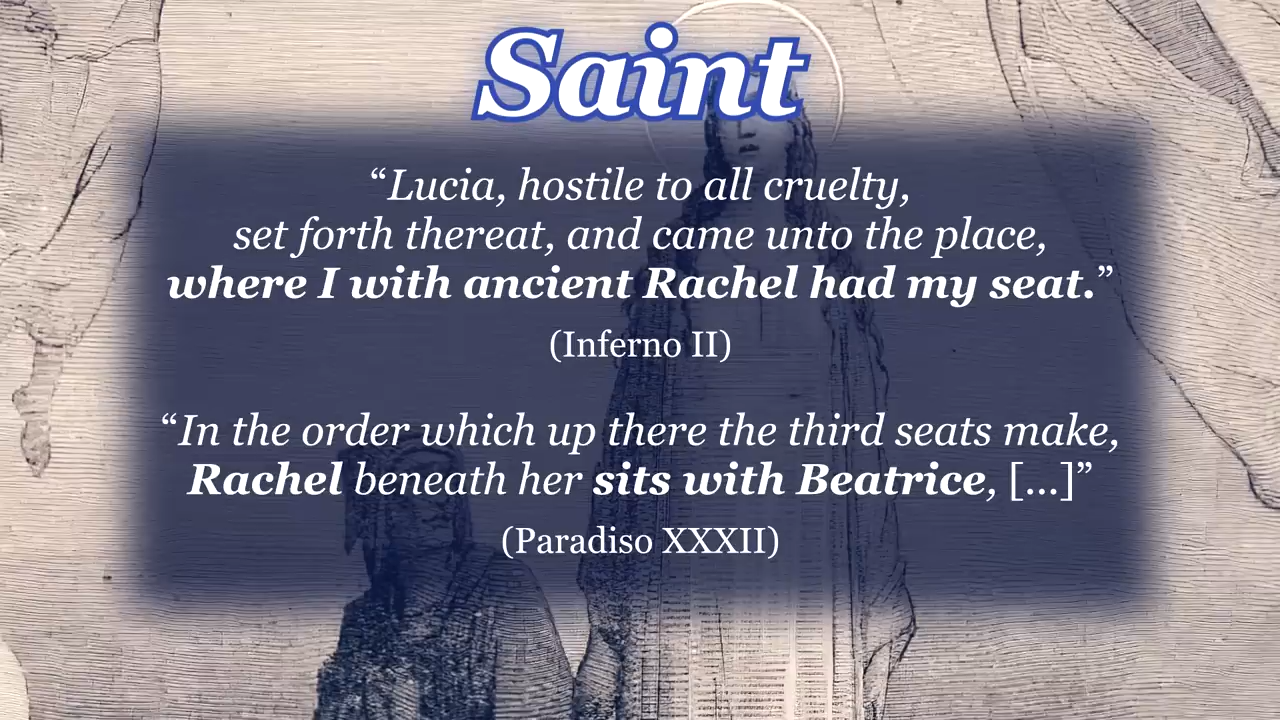 Saint
“Lucia, hostile to all cruelty,
set forth thereat, and came unto the place,
where I with ancient Rachel had my seat.”
(Inferno II)
“In the order which up there the third seats make,
Rachel beneath her sits with Beatrice, [...]”
(Paradiso XXXII)